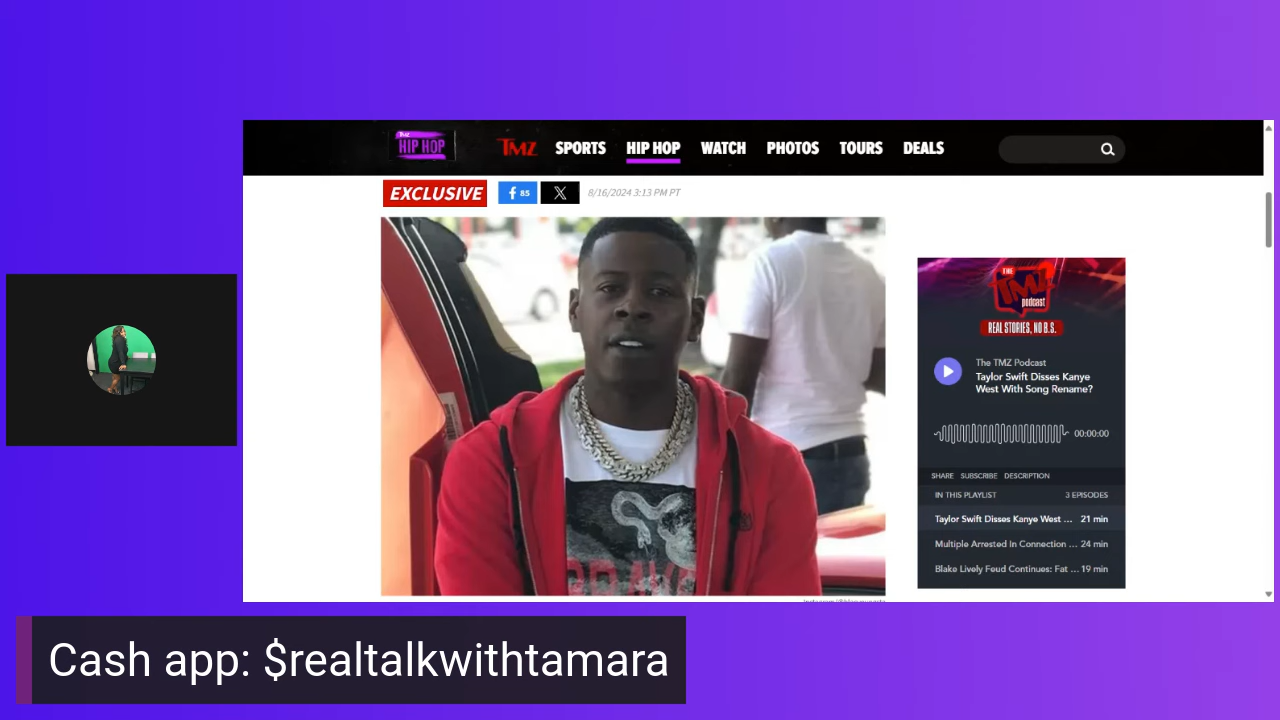 TMZ
HIP HOP
TMZ SPORTS HIP HOP WATCH PHOTOS TOURS DEALS
EXCLUSIVE
85
8/16/2024 3:13 PM PT
THE
TMZ
podcast
REAL STORIES, NO B.S.
The TMZ Podcast
Taylor Swift Disses Kanye
West With Song Rename?
00:00:00
SHARE SUBSCRIBE DESCRIPTION
IN THIS PLAYLIST 3 EPISODES
Taylor Swift Disses Kanye West ... 21 min
Multiple Arrested In Connection ... 24 min
Blake Lively Feud Continues: Fat ... 19 min
Cash app: $realtalkwithtamara